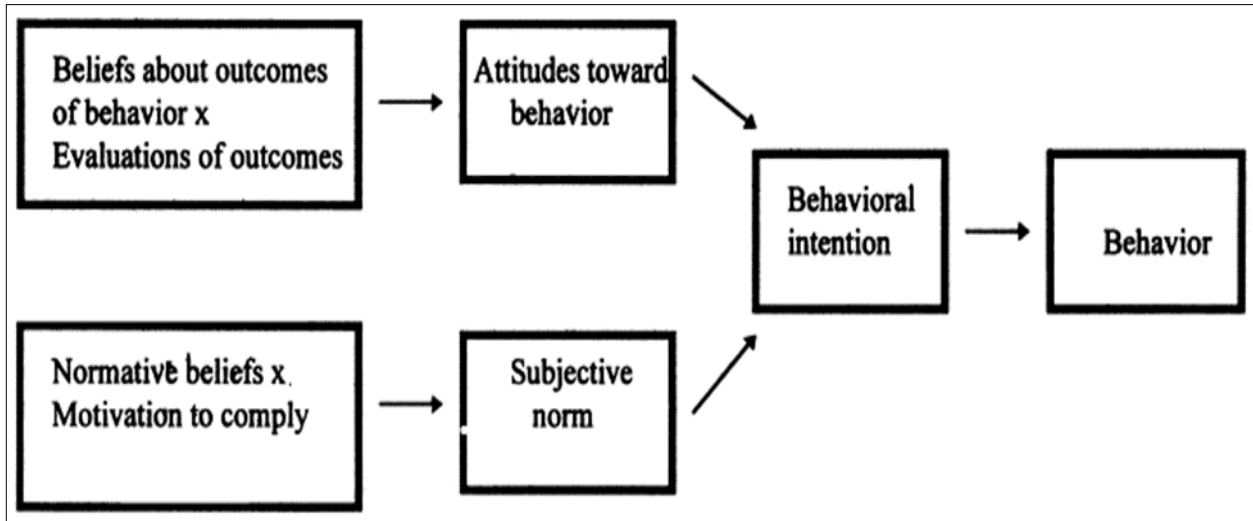 Beliefs about outcomes
of behavior x
Evaluations of outcomes
Attitudes toward
behavior
Normative beliefs x
Motivation to comply
Subjective
norm
Behavioral
intention
Behavior